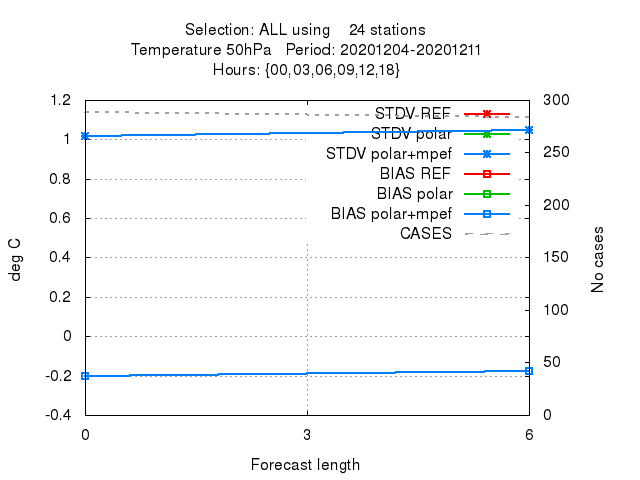 Selection: ALL using    24 stations
Temperature 50hPa   Period: 20201204-20201211
Hours: {00,03,06,09,12,18}
1.2
1
0.8
0.6
0.4
0.2
0
-0.2
-0.4
deg C
STDV REF
STDV polar
STDV polar+mpef
BIAS REF
BIAS polar
BIAS polar+mpef
CASES
300
250
200
150
100
50
0
No cases
0
3
6
Forecast length